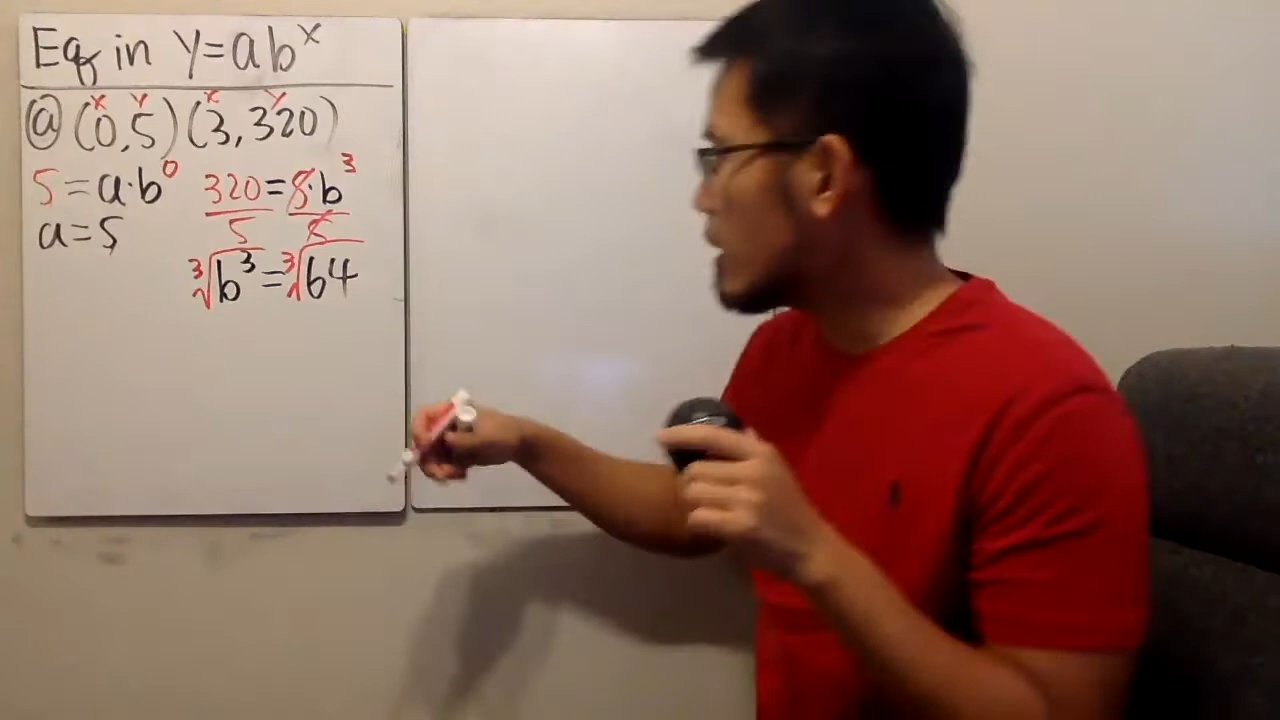 Eq in y=ab^x
ⓐ (0,5) (3,320)
x y x y
5=a·b^0 320=5·b^3
a=5 5 5
∛b^3=∛64